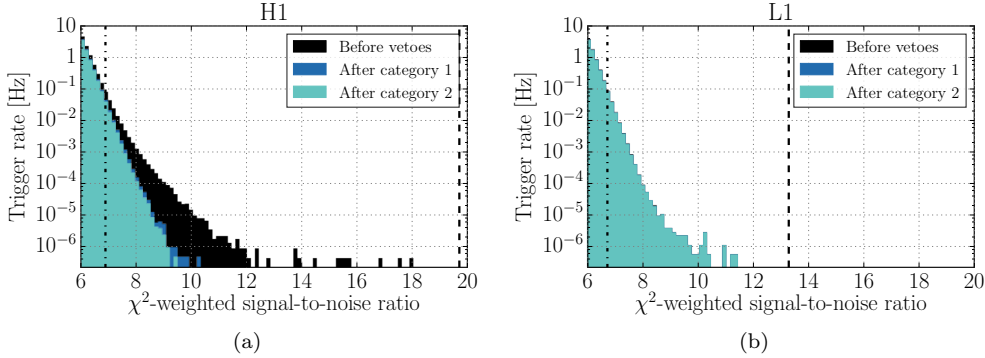 H1
Trigger rate [Hz]
10
1
10⁻¹
10⁻²
10⁻³
10⁻⁴
10⁻⁵
10⁻⁶
Before vetoes
After category 1
After category 2
6 8 10 12 14 16 18 20
χ²-weighted signal-to-noise ratio
(a)
L1
Trigger rate [Hz]
10
1
10⁻¹
10⁻²
10⁻³
10⁻⁴
10⁻⁵
10⁻⁶
Before vetoes
After category 1
After category 2
6 8 10 12 14 16 18 20
χ²-weighted signal-to-noise ratio
(b)